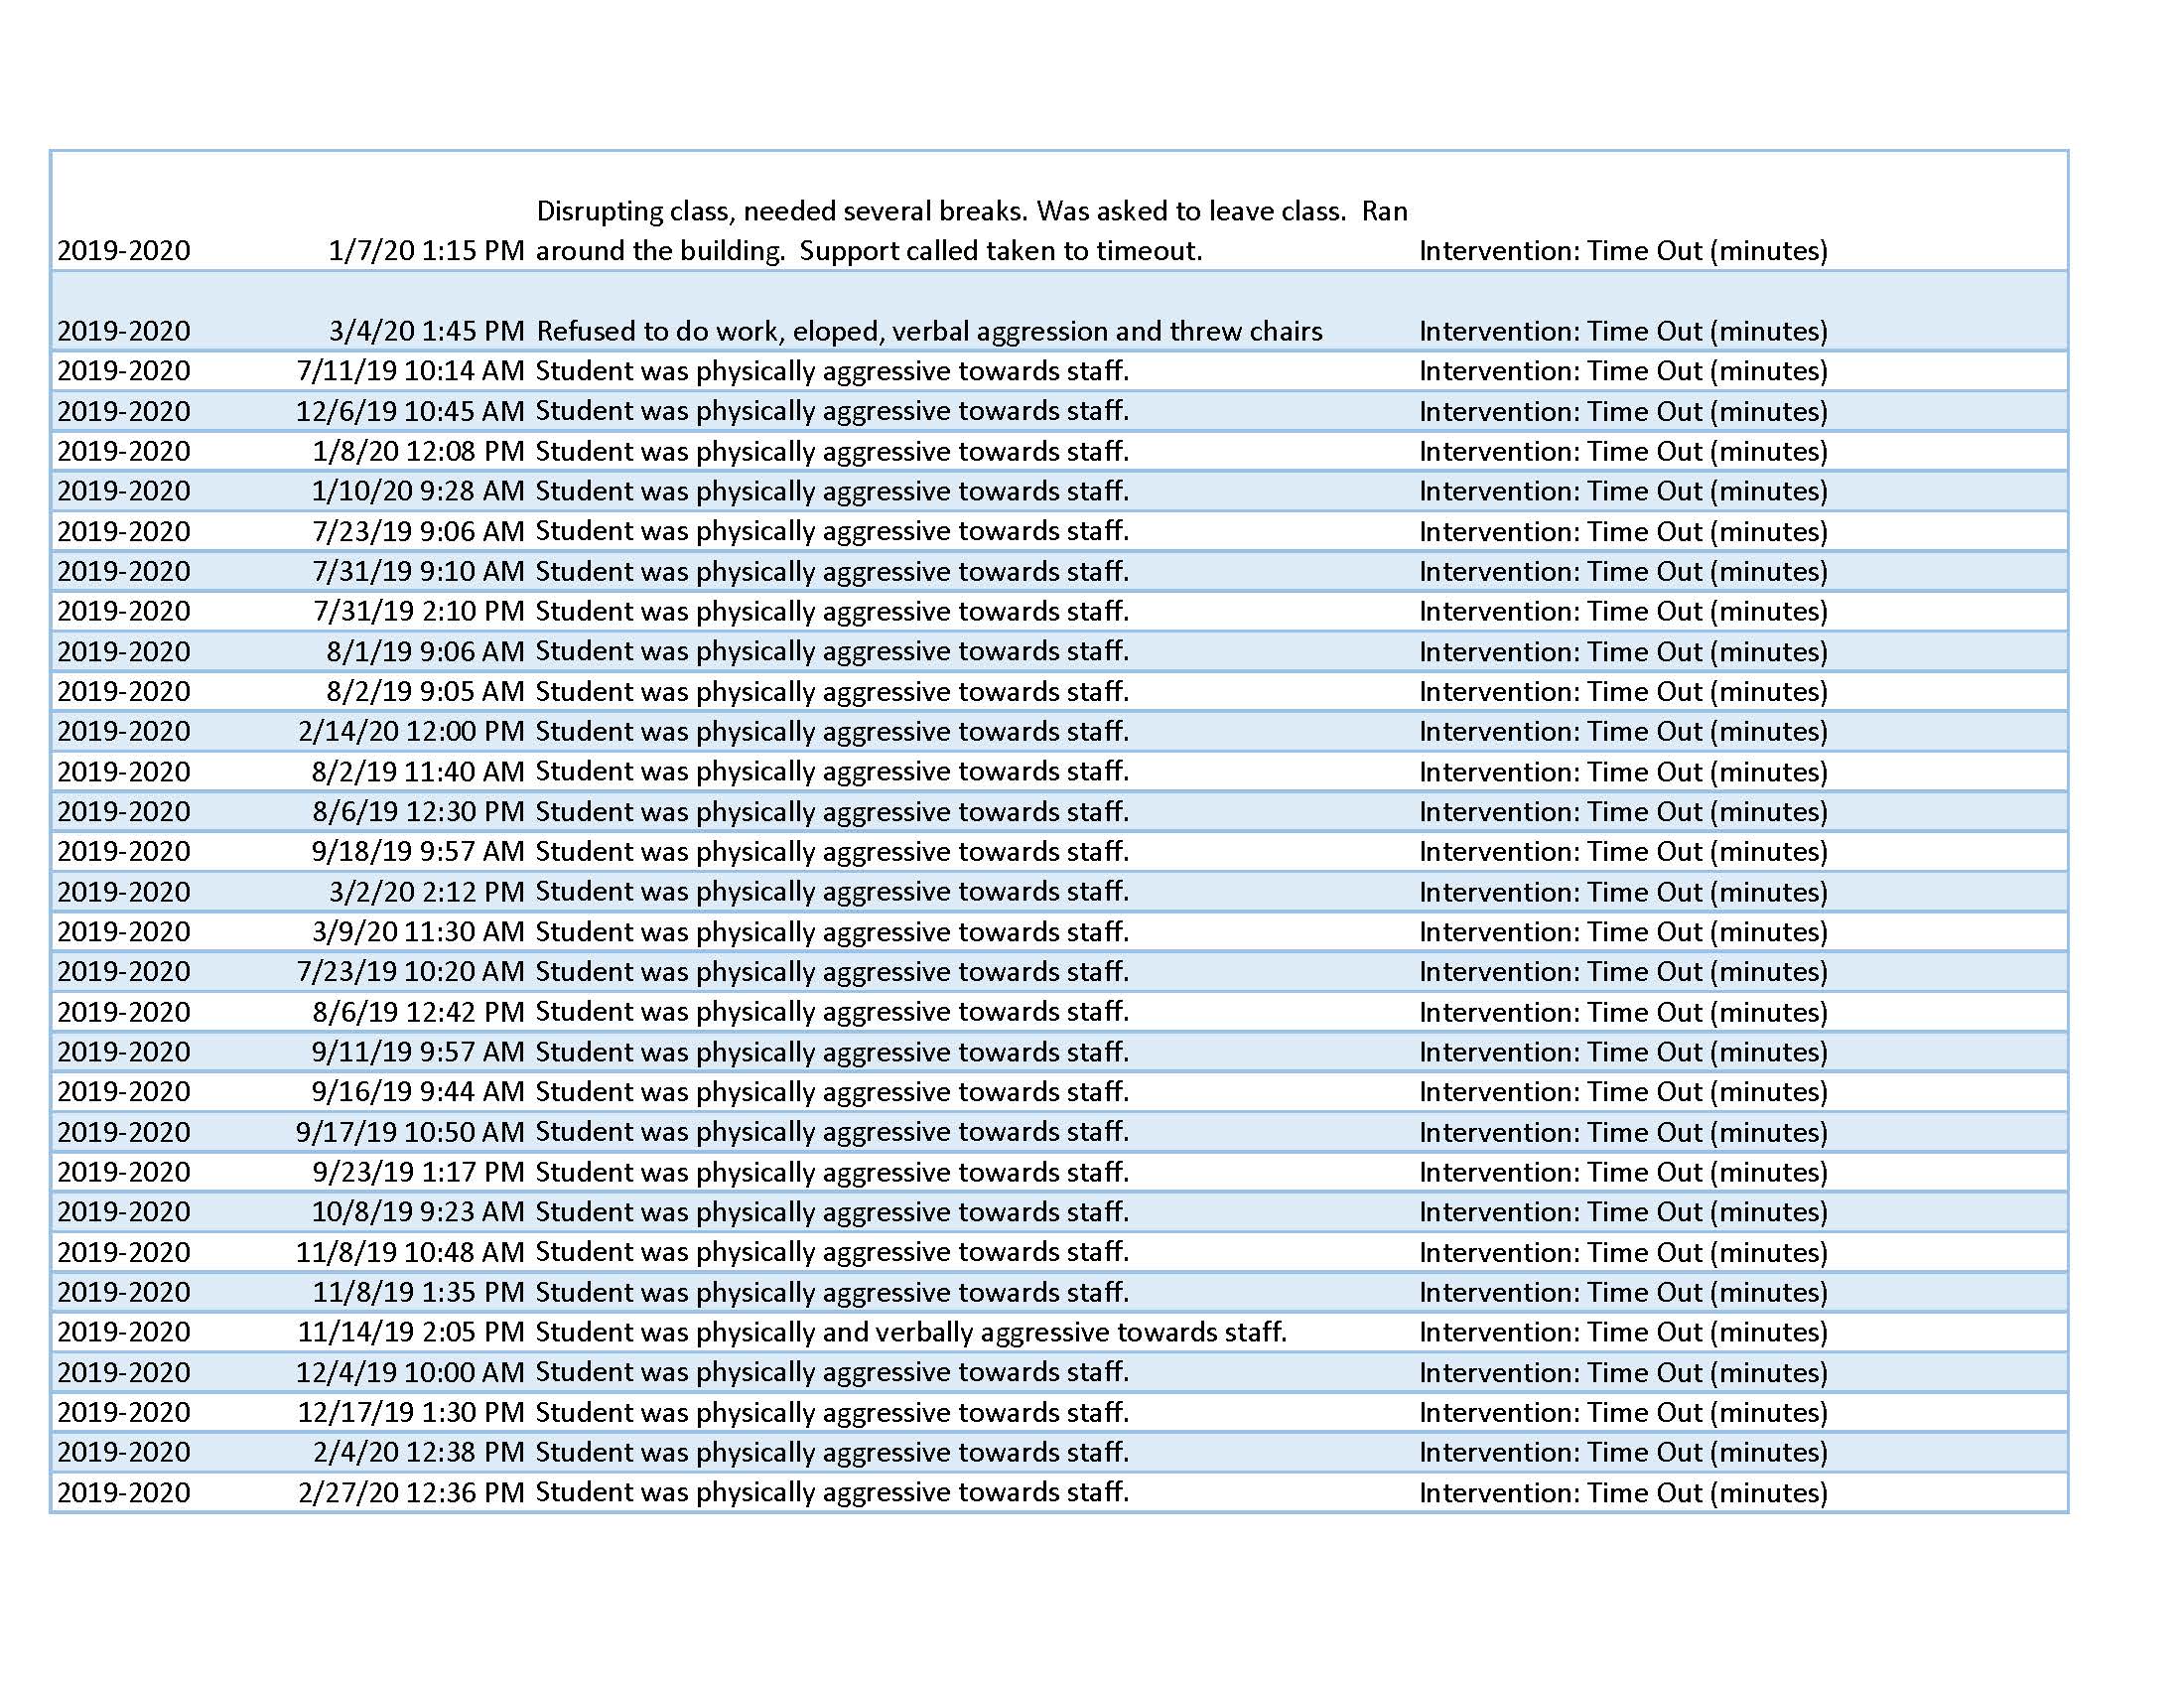 Disrupting class, needed several breaks. Was asked to leave class.  Ran
2019-2020 1/7/20 1:15 PM around the building.  Support called taken to timeout. Intervention: Time Out (minutes)
2019-2020 3/4/20 1:45 PM Refused to do work, eloped, verbal aggression and threw chairs Intervention: Time Out (minutes)
2019-2020 7/11/19 10:14 AM Student was physically aggressive towards staff. Intervention: Time Out (minutes)
2019-2020 12/6/19 10:45 AM Student was physically aggressive towards staff. Intervention: Time Out (minutes)
2019-2020 1/8/20 12:08 PM Student was physically aggressive towards staff. Intervention: Time Out (minutes)
2019-2020 1/10/20 9:28 AM Student was physically aggressive towards staff. Intervention: Time Out (minutes)
2019-2020 7/23/19 9:06 AM Student was physically aggressive towards staff. Intervention: Time Out (minutes)
2019-2020 7/31/19 9:10 AM Student was physically aggressive towards staff. Intervention: Time Out (minutes)
2019-2020 7/31/19 2:10 PM Student was physically aggressive towards staff. Intervention: Time Out (minutes)
2019-2020 8/1/19 9:06 AM Student was physically aggressive towards staff. Intervention: Time Out (minutes)
2019-2020 8/2/19 9:05 AM Student was physically aggressive towards staff. Intervention: Time Out (minutes)
2019-2020 2/14/20 12:00 PM Student was physically aggressive towards staff. Intervention: Time Out (minutes)
2019-2020 8/2/19 11:40 AM Student was physically aggressive towards staff. Intervention: Time Out (minutes)
2019-2020 8/6/19 12:30 PM Student was physically aggressive towards staff. Intervention: Time Out (minutes)
2019-2020 9/18/19 9:57 AM Student was physically aggressive towards staff. Intervention: Time Out (minutes)
2019-2020 3/2/20 2:12 PM Student was physically aggressive towards staff. Intervention: Time Out (minutes)
2019-2020 3/9/20 11:30 AM Student was physically aggressive towards staff. Intervention: Time Out (minutes)
2019-2020 7/23/19 10:20 AM Student was physically aggressive towards staff. Intervention: Time Out (minutes)
2019-2020 8/6/19 12:42 PM Student was physically aggressive towards staff. Intervention: Time Out (minutes)
2019-2020 9/11/19 9:57 AM Student was physically aggressive towards staff. Intervention: Time Out (minutes)
2019-2020 9/16/19 9:44 AM Student was physically aggressive towards staff. Intervention: Time Out (minutes)
2019-2020 9/17/19 10:50 AM Student was physically aggressive towards staff. Intervention: Time Out (minutes)
2019-2020 9/23/19 1:17 PM Student was physically aggressive towards staff. Intervention: Time Out (minutes)
2019-2020 10/8/19 9:23 AM Student was physically aggressive towards staff. Intervention: Time Out (minutes)
2019-2020 11/8/19 10:48 AM Student was physically aggressive towards staff. Intervention: Time Out (minutes)
2019-2020 11/8/19 1:35 PM Student was physically aggressive towards staff. Intervention: Time Out (minutes)
2019-2020 11/14/19 2:05 PM Student was physically and verbally aggressive towards staff. Intervention: Time Out (minutes)
2019-2020 12/4/19 10:00 AM Student was physically aggressive towards staff. Intervention: Time Out (minutes)
2019-2020 12/17/19 1:30 PM Student was physically aggressive towards staff. Intervention: Time Out (minutes)
2019-2020 2/4/20 12:38 PM Student was physically aggressive towards staff. Intervention: Time Out (minutes)
2019-2020 2/27/20 12:36 PM Student was physically aggressive towards staff. Intervention: Time Out (minutes)